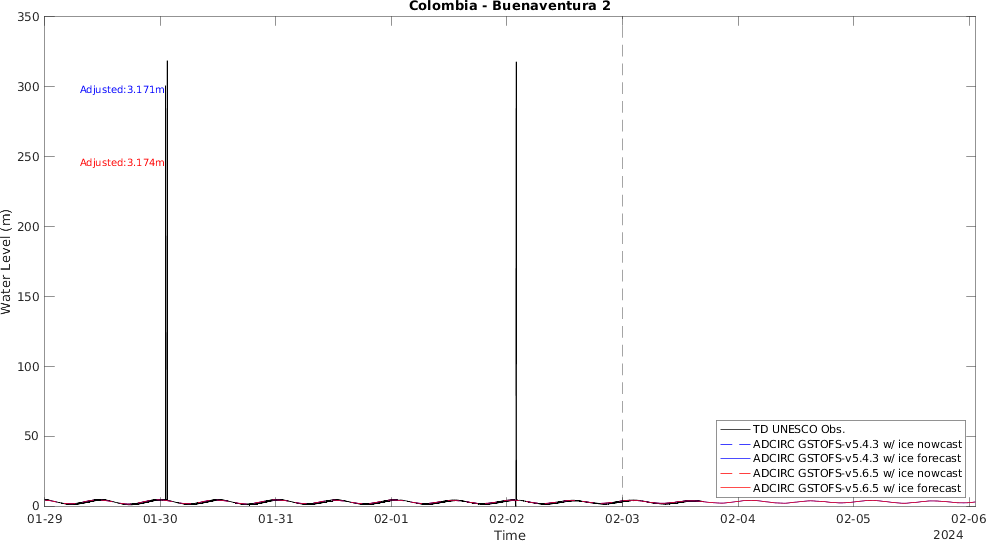 Colombia - Buenaventura 2
350
300
250
200
150
100
50
0
Water Level (m)
Adjusted:3.171m
Adjusted:3.174m
TD UNESCO Obs.
ADCIRC GSTOFS-v5.4.3 w/ ice nowcast
ADCIRC GSTOFS-v5.4.3 w/ ice forecast
ADCIRC GSTOFS-v5.6.5 w/ ice nowcast
ADCIRC GSTOFS-v5.6.5 w/ ice forecast
01-29 01-30 01-31 02-01 02-02 02-03 02-04 02-05 02-06
Time
2024